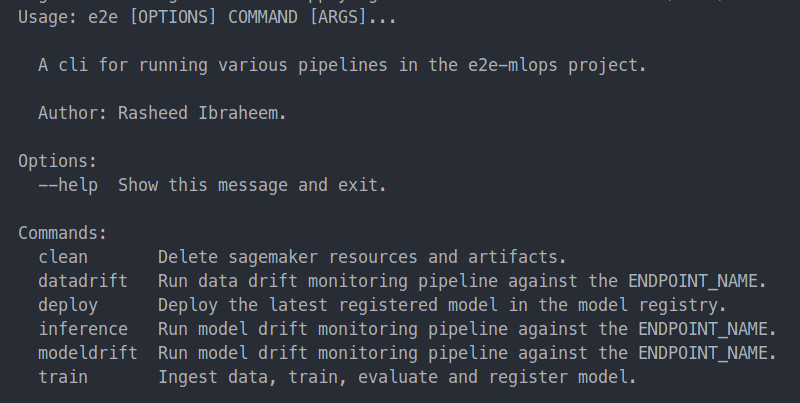 Usage: e2e [OPTIONS] COMMAND [ARGS]...
A cli for running various pipelines in the e2e-mlops project.
Author: Rasheed Ibraheem.
Options:
--help  Show this message and exit.
Commands:
clean       Delete sagemaker resources and artifacts.
datadrift   Run data drift monitoring pipeline against the ENDPOINT_NAME.
deploy      Deploy the latest registered model in the model registry.
inference   Run model drift monitoring pipeline against the ENDPOINT_NAME.
modeldrift  Run model drift monitoring pipeline against the ENDPOINT_NAME.
train       Ingest data, train, evaluate and register model.